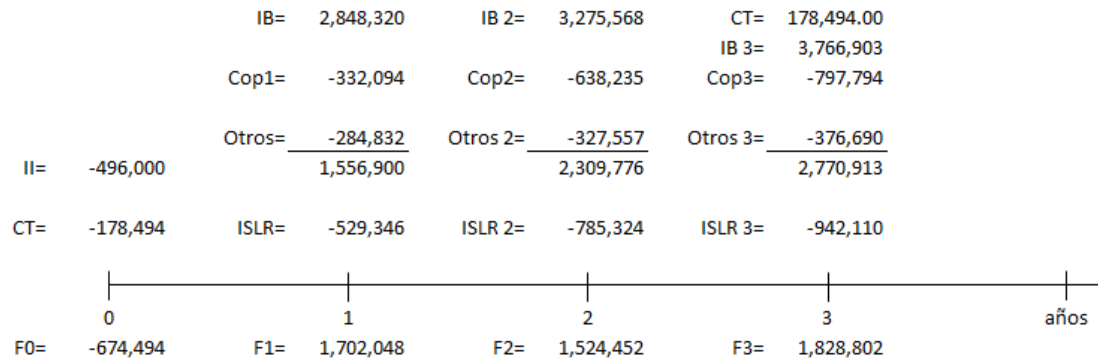 IB= 2,848,320 IB 2= 3,275,568 CT= 178,494.00
IB 3= 3,766,903
Cop1= -332,094 Cop2= -638,235 Cop3= -797,794
Otros= -284,832 Otros 2= -327,557 Otros 3= -376,690
II= -496,000 1,556,900 2,309,776 2,770,913
CT= -178,494 ISLR= -529,346 ISLR 2= -785,324 ISLR 3= -942,110
0 1 2 3 años
F0= -674,494 F1= 1,702,048 F2= 1,524,452 F3= 1,828,802